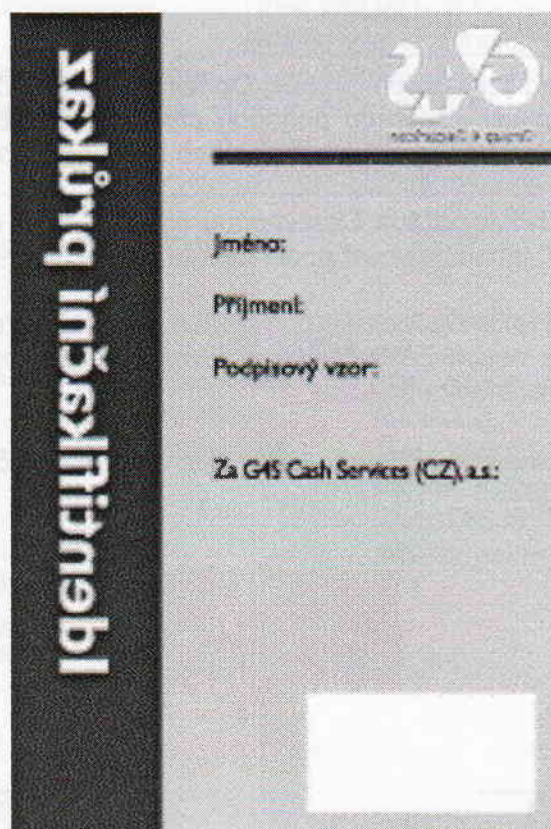 Identifikační průkaz
Jméno:
Příjmení:
Podpisový vzor:
Za G4S Cash Services (CZ), a.s.: